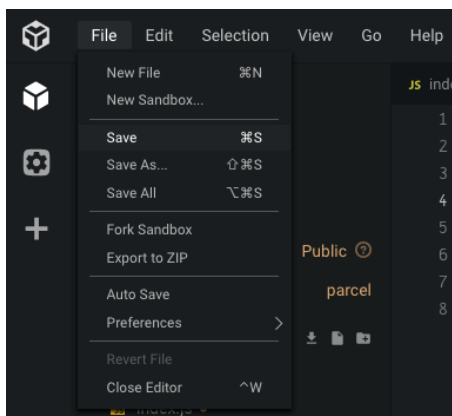 File Edit Selection View Go Help
New File ⌘N
New Sandbox...
Save ⌘S
Save As... ⇧⌘S
Save All ⌥⌘S
Fork Sandbox
Export to ZIP
Auto Save
Preferences
Revert File
Close Editor ^W
Public
parcel
index.js
JS
1
2
3
4
5
6
7
8